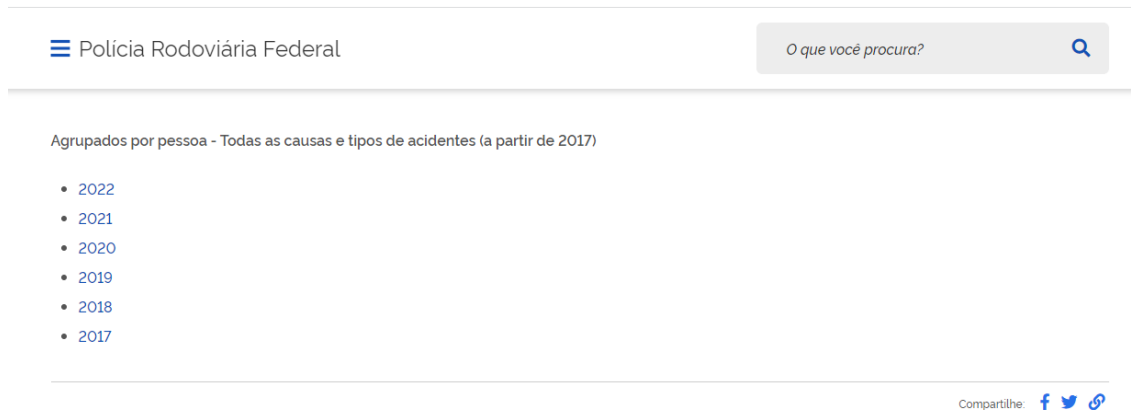 Polícia Rodoviária Federal
O que você procura?
Agrupados por pessoa - Todas as causas e tipos de acidentes (a partir de 2017)
2022
2021
2020
2019
2018
2017
Compartilhe: